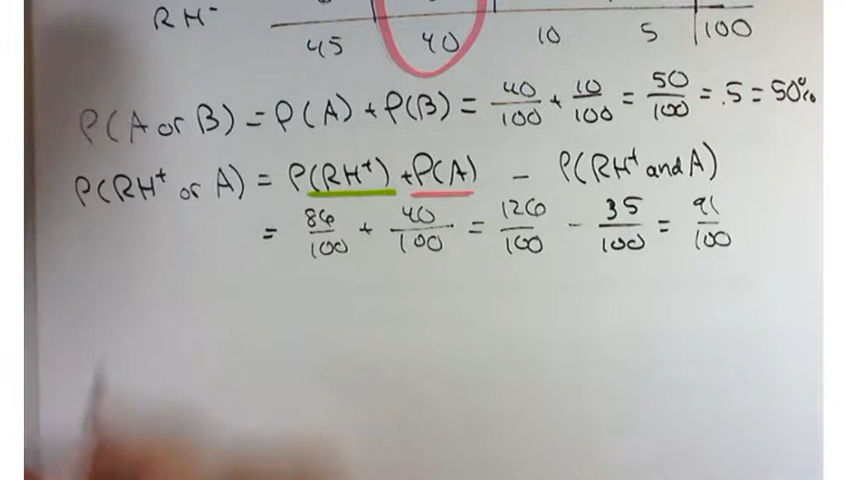 RH⁻
45 40 10 5 100
P(A or B) = P(A) + P(B) = 40/100 + 10/100 = 50/100 = .5 = 50%
P(RH⁺ or A) = P(RH⁺) + P(A) - P(RH⁺ and A)
= 86/100 + 40/100 = 126/100 - 35/100 = 91/100